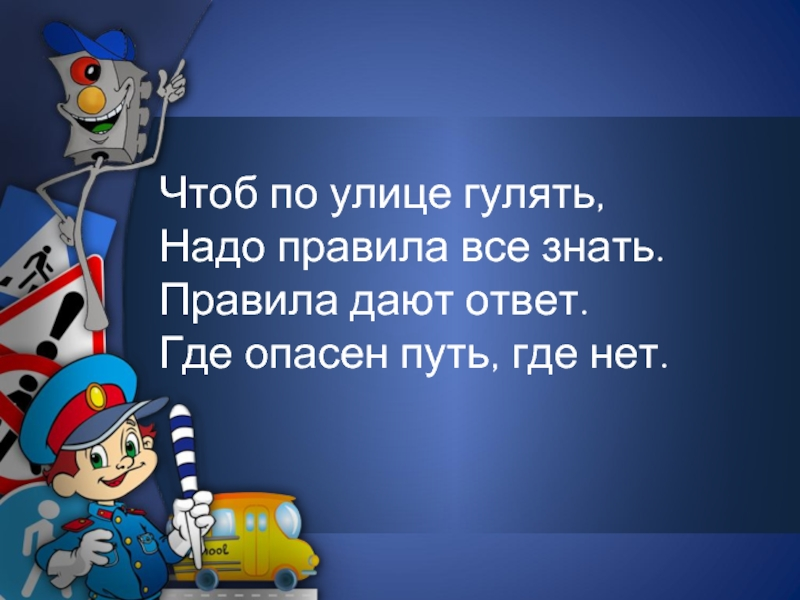 Чтоб по улице гулять,
Надо правила все знать.
Правила дают ответ.
Где опасен путь, где нет.